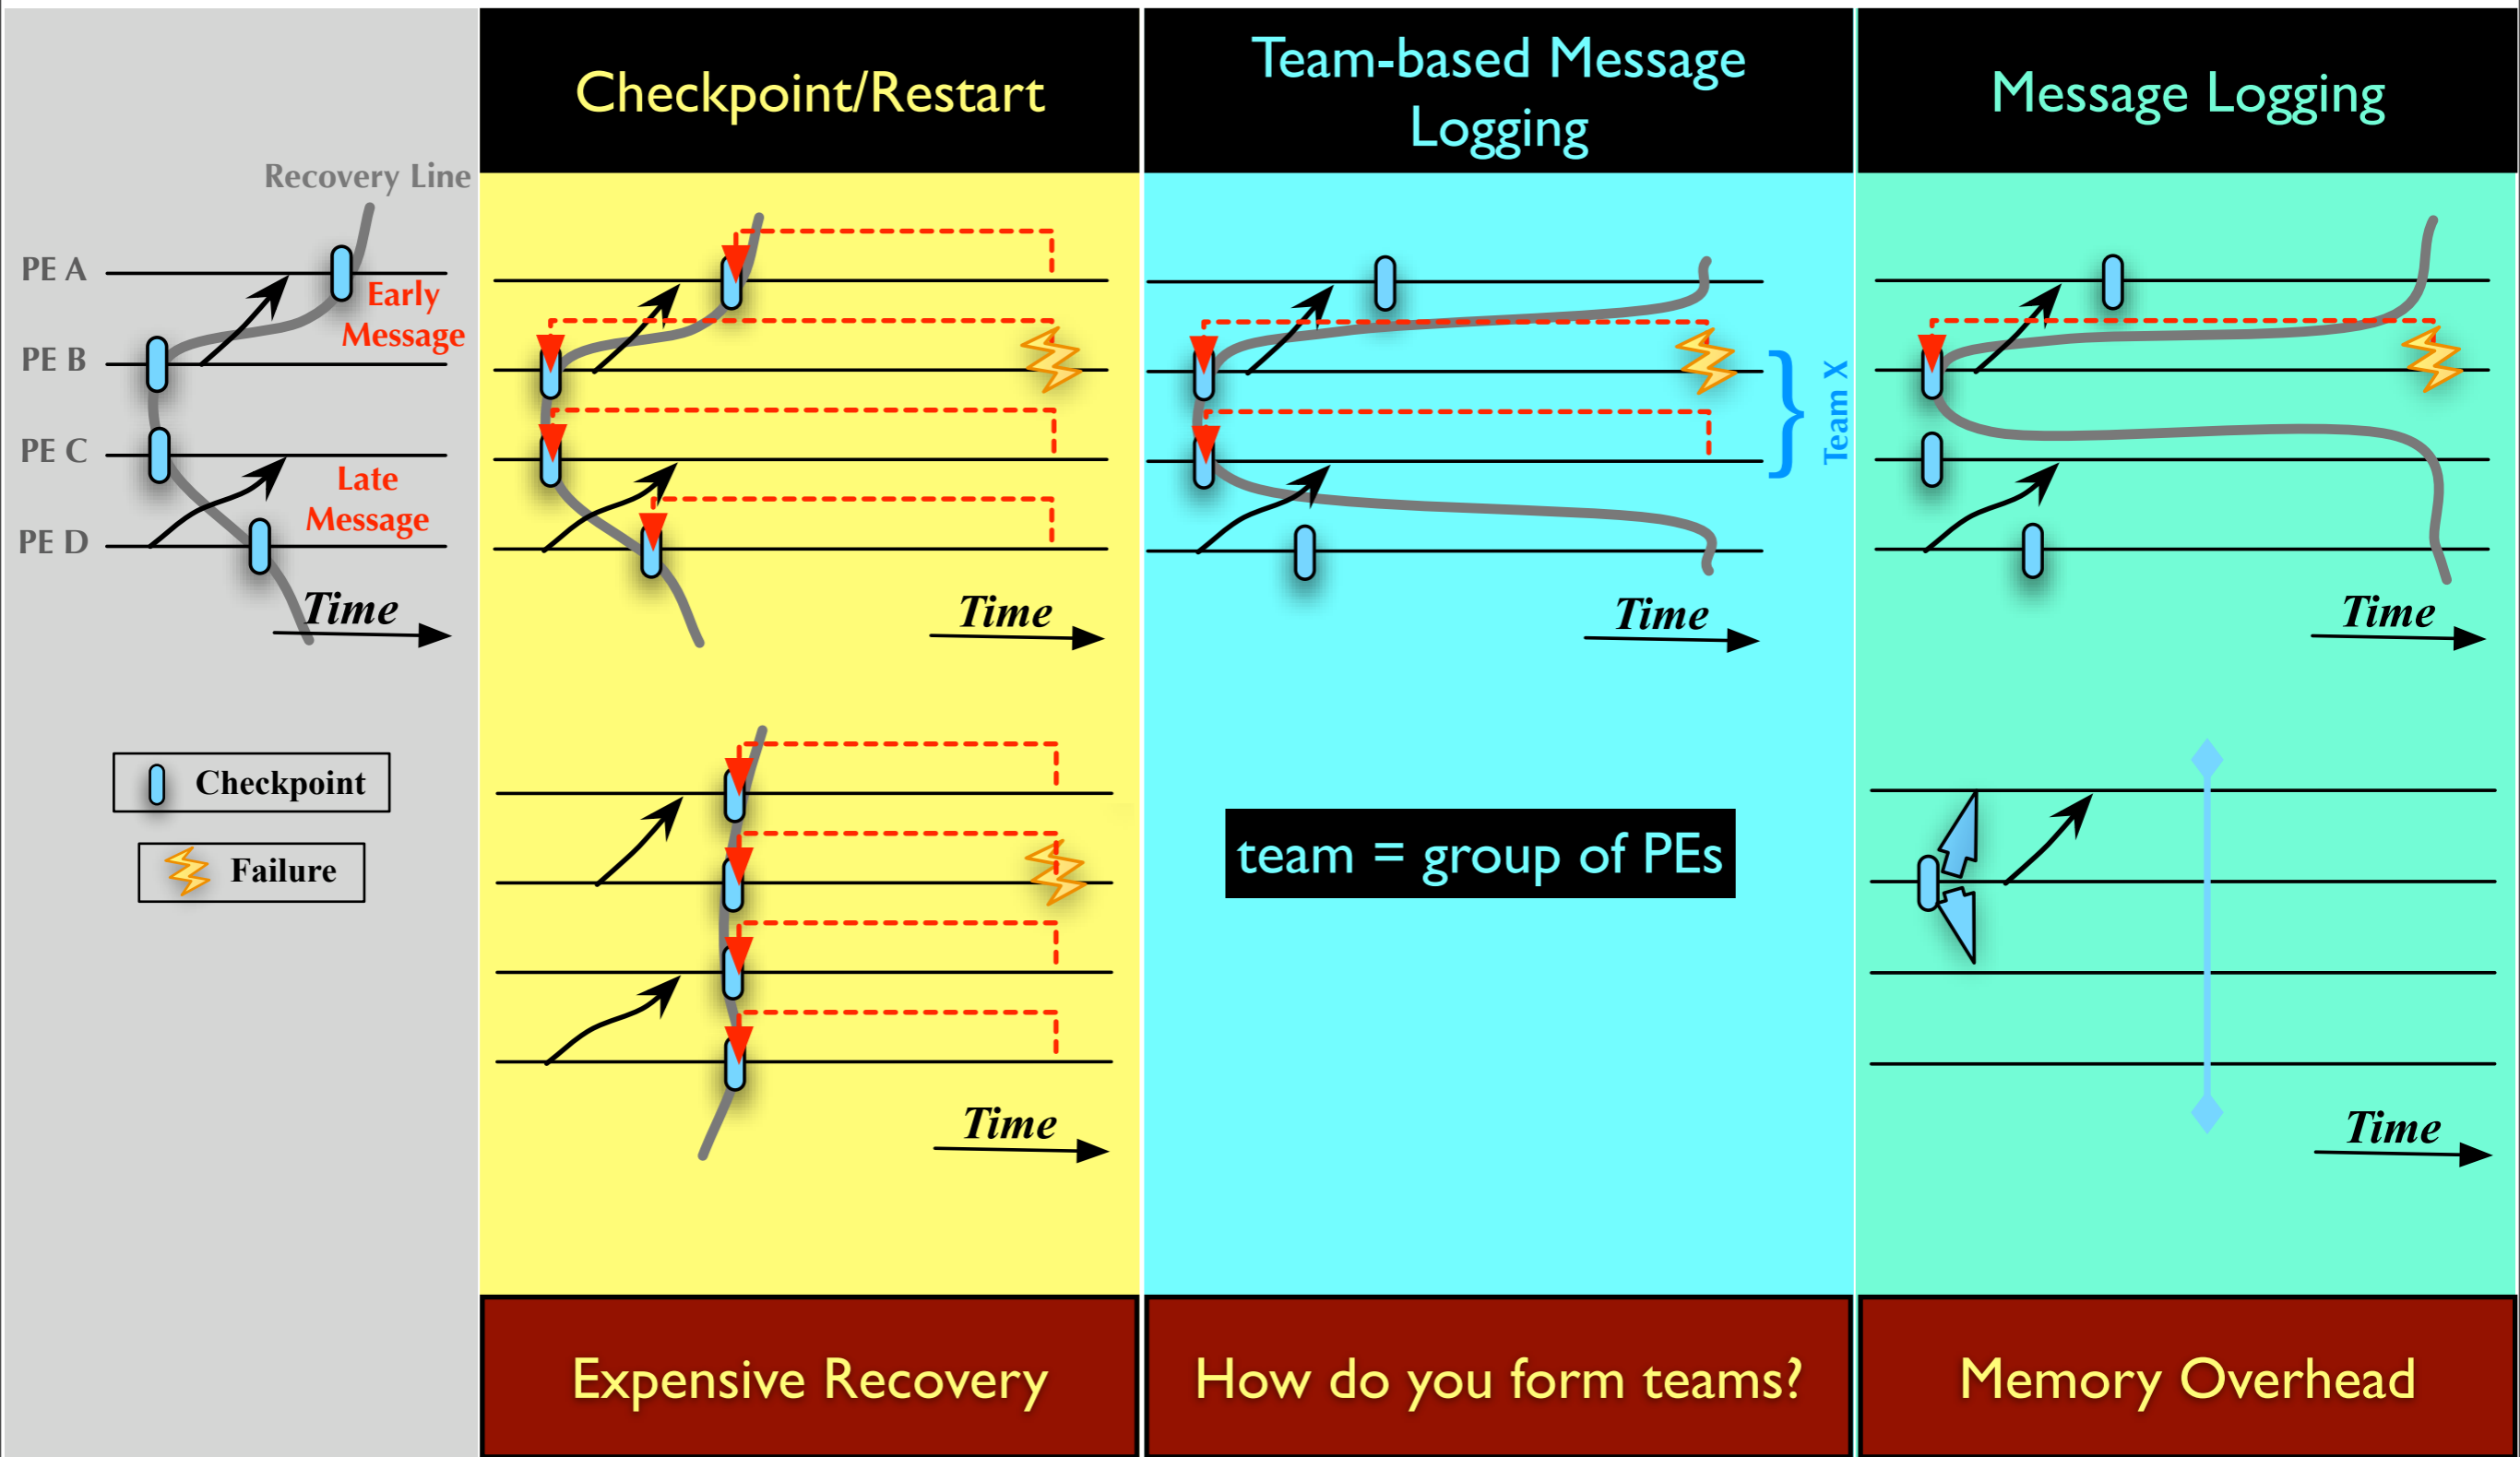 Recovery Line
PE A
Early
Message
PE B
PE C
Late
Message
PE D
Time
Checkpoint
Failure
Checkpoint/Restart
Time
Time
Expensive Recovery
Team-based Message
Logging
Team X
Time
team = group of PEs
How do you form teams?
Message Logging
Time
Time
Memory Overhead